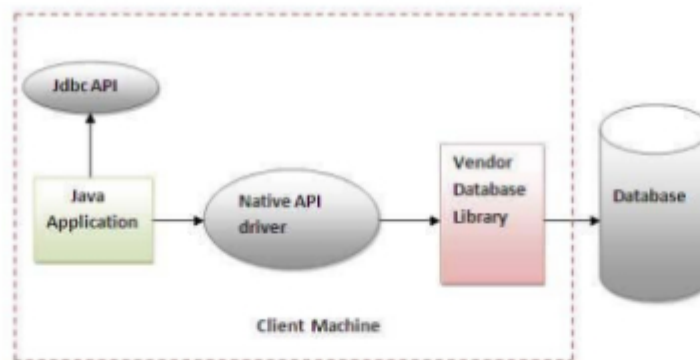 Jdbc API
Java
Application
Native API
driver
Vendor
Database
Library
Database
Client Machine